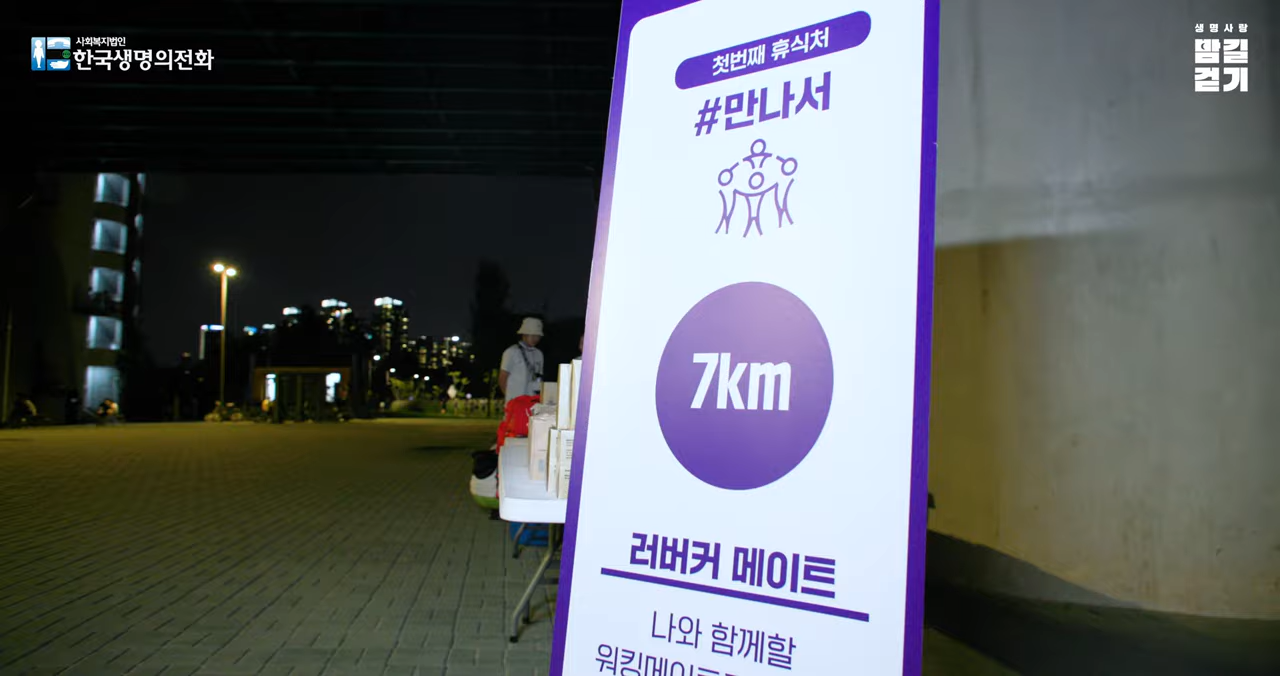 사회복지법인
한국생명의전화
생명사랑
밤길
걷기
첫번째 휴식처
#만나서
7km
러버커 메이트
나와 함께할